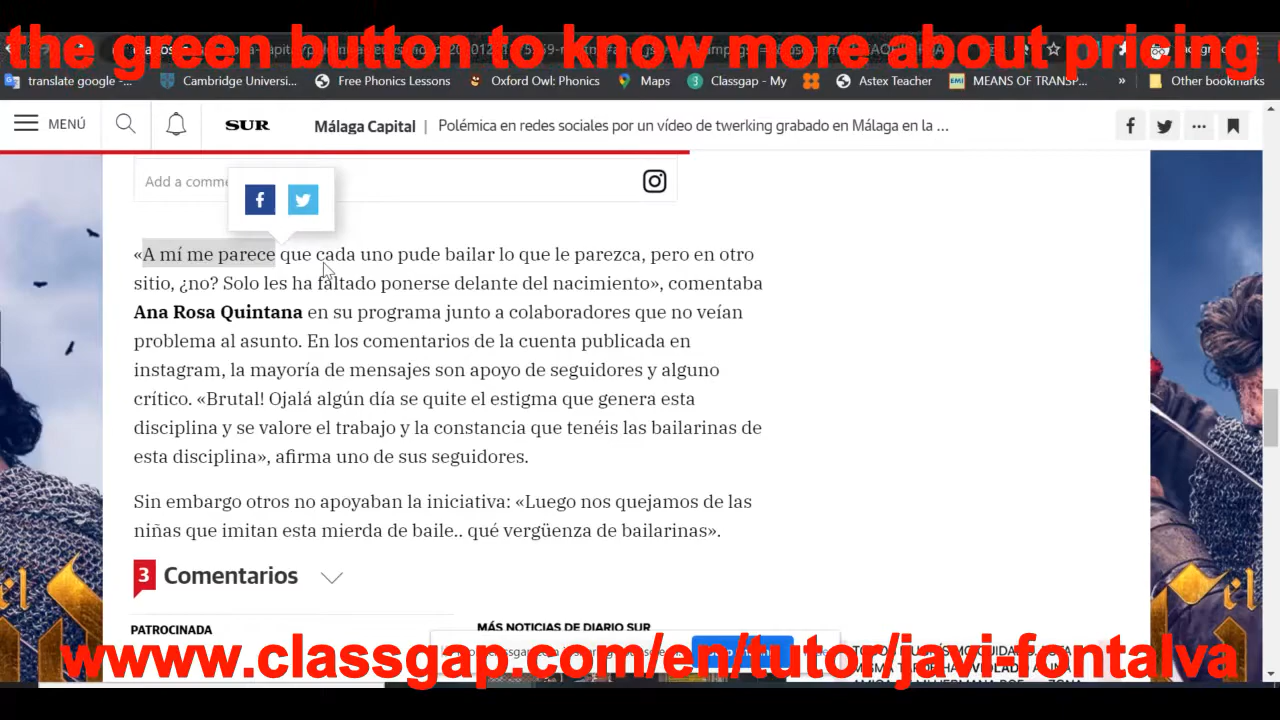 the green button to know more about pricing
translate google -...
Cambridge Universi...
Free Phonics Lessons
Oxford Owl: Phonics
Maps
Classgap - My
Astex Teacher
MEANS OF TRANSP...
»
Other bookmarks
MENÚ
SUR
Málaga Capital | Polémica en redes sociales por un vídeo de twerking grabado en Málaga en la ...
Add a comme
«A mí me parece que cada uno pude bailar lo que le parezca, pero en otro
sitio, ¿no? Solo les ha faltado ponerse delante del nacimiento», comentaba
Ana Rosa Quintana en su programa junto a colaboradores que no veían
problema al asunto. En los comentarios de la cuenta publicada en
instagram, la mayoría de mensajes son apoyo de seguidores y alguno
crítico. «Brutal! Ojalá algún día se quite el estigma que genera esta
disciplina y se valore el trabajo y la constancia que tenéis las bailarinas de
esta disciplina», afirma uno de sus seguidores.
Sin embargo otros no apoyaban la iniciativa: «Luego nos quejamos de las
niñas que imitan esta mierda de baile.. qué vergüenza de bailarinas».
3 Comentarios
PATROCINADA
MÁS NOTICIAS DE DIARIO SUR
www.classgap.com/en/tutor/javi-fontalva